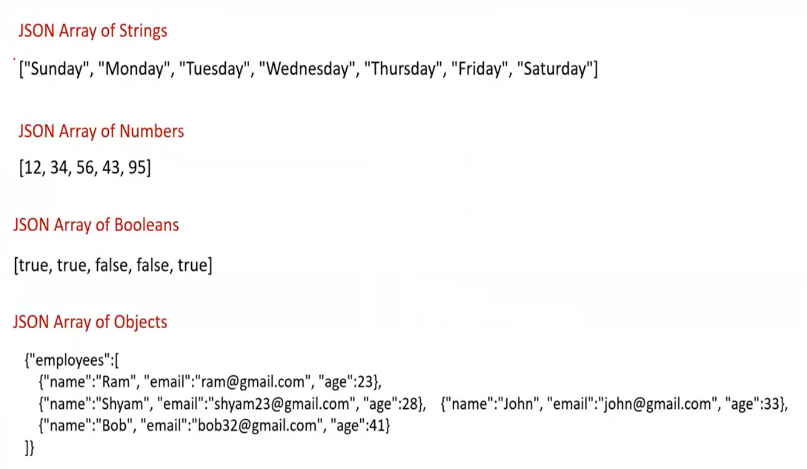 JSON Array of Strings
["Sunday", "Monday", "Tuesday", "Wednesday", "Thursday", "Friday", "Saturday"]
JSON Array of Numbers
[12, 34, 56, 43, 95]
JSON Array of Booleans
[true, true, false, false, true]
JSON Array of Objects
{"employees":[
{"name":"Ram", "email":"ram@gmail.com", "age":23},
{"name":"Shyam", "email":"shyam23@gmail.com", "age":28}, {"name":"John", "email":"john@gmail.com", "age":33},
{"name":"Bob", "email":"bob32@gmail.com", "age":41}
]}